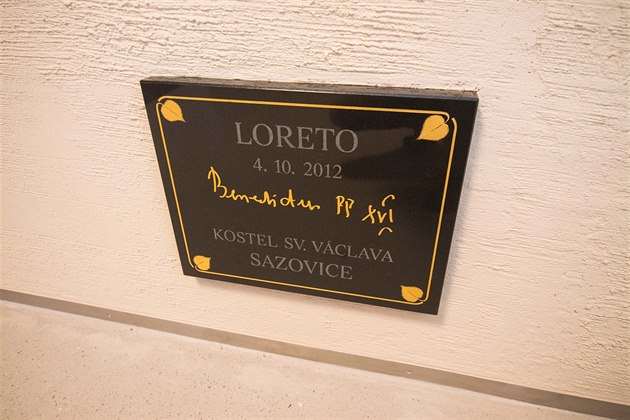 LORETO
4. 10. 2012
Benedictus PP XVI
KOSTEL SV. VÁCLAVA
SAZOVICE